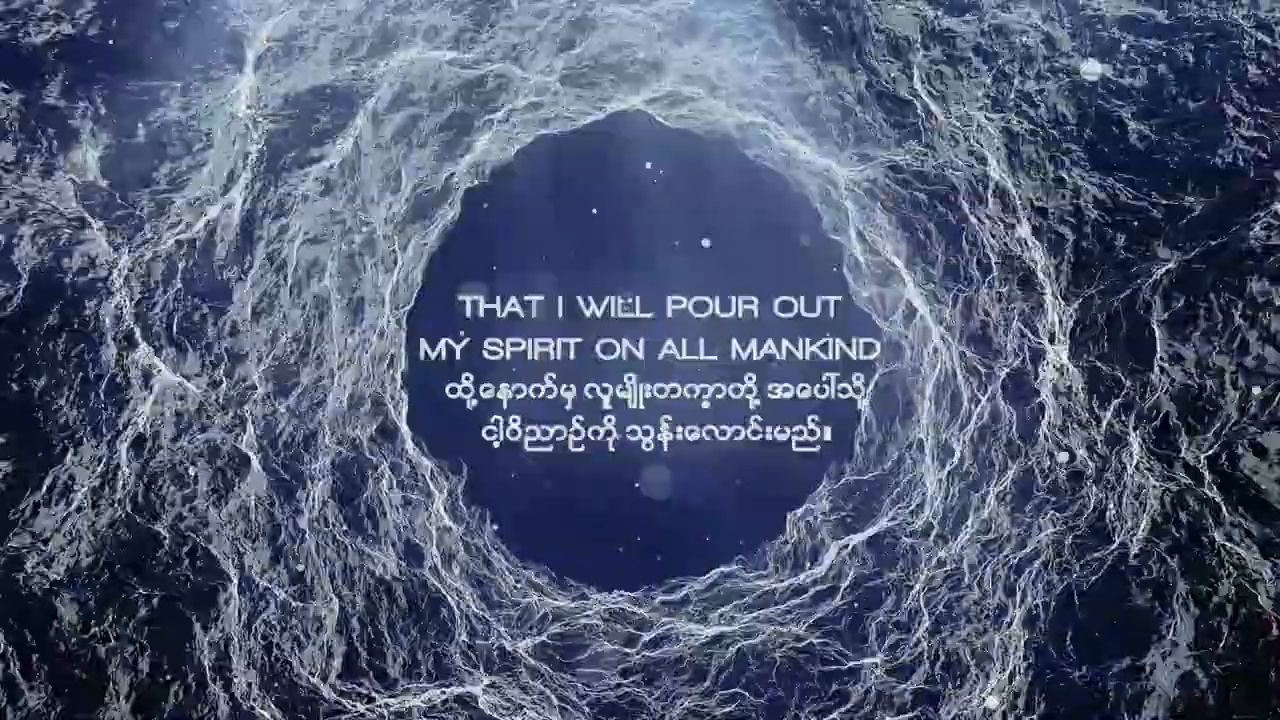 THAT I WILL POUR OUT
MY SPIRIT ON ALL MANKIND
ထို့နောက်မှ လူမျိုးတကာ့တို့ အပေါ်သို့
ငါ့ဝိညာဉ်ကို သွန်းလောင်းမည်။